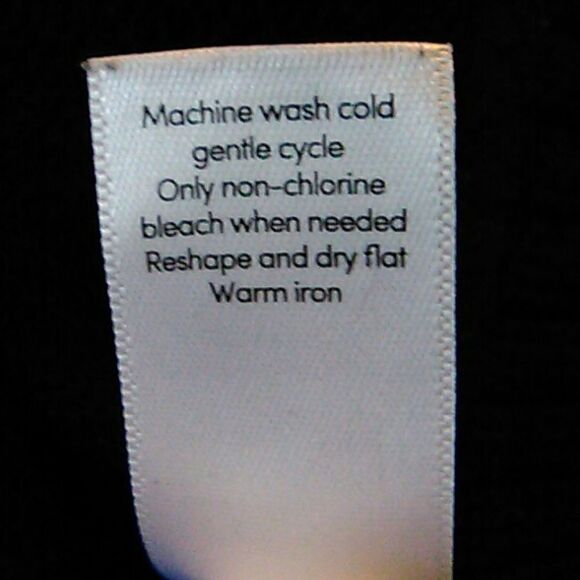 Machine wash cold
gentle cycle
Only non-chlorine
bleach when needed
Reshape and dry flat
Warm iron